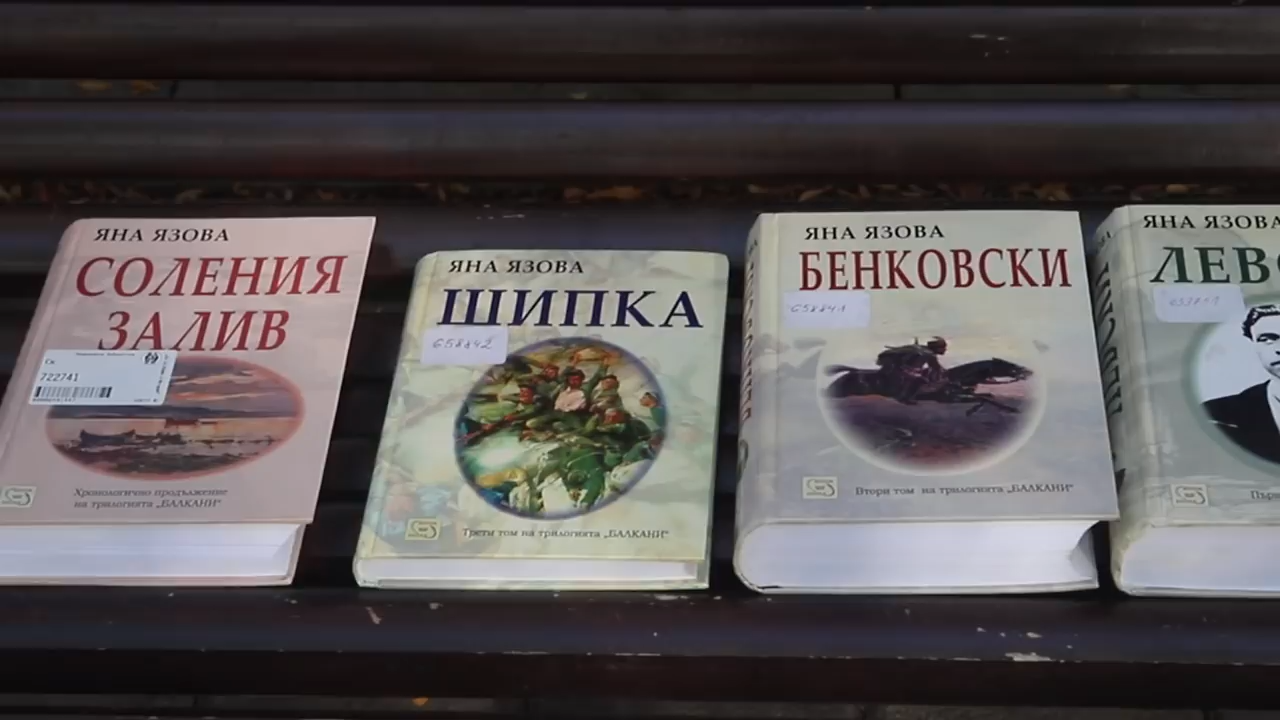 ЯНА ЯЗОВА
СОЛЕНИЯ
ЗАЛИВ
722741
Хронологично продължение
на трилогията „БАЛКАНИ“
ЯНА ЯЗОВА
ШИПКА
658842
Трети том на трилогията „БАЛКАНИ“
ЯНА ЯЗОВА
БЕНКОВСКИ
658841
Втори том на трилогията „БАЛКАНИ“
ЯНА ЯЗОВА
ЛЕВС